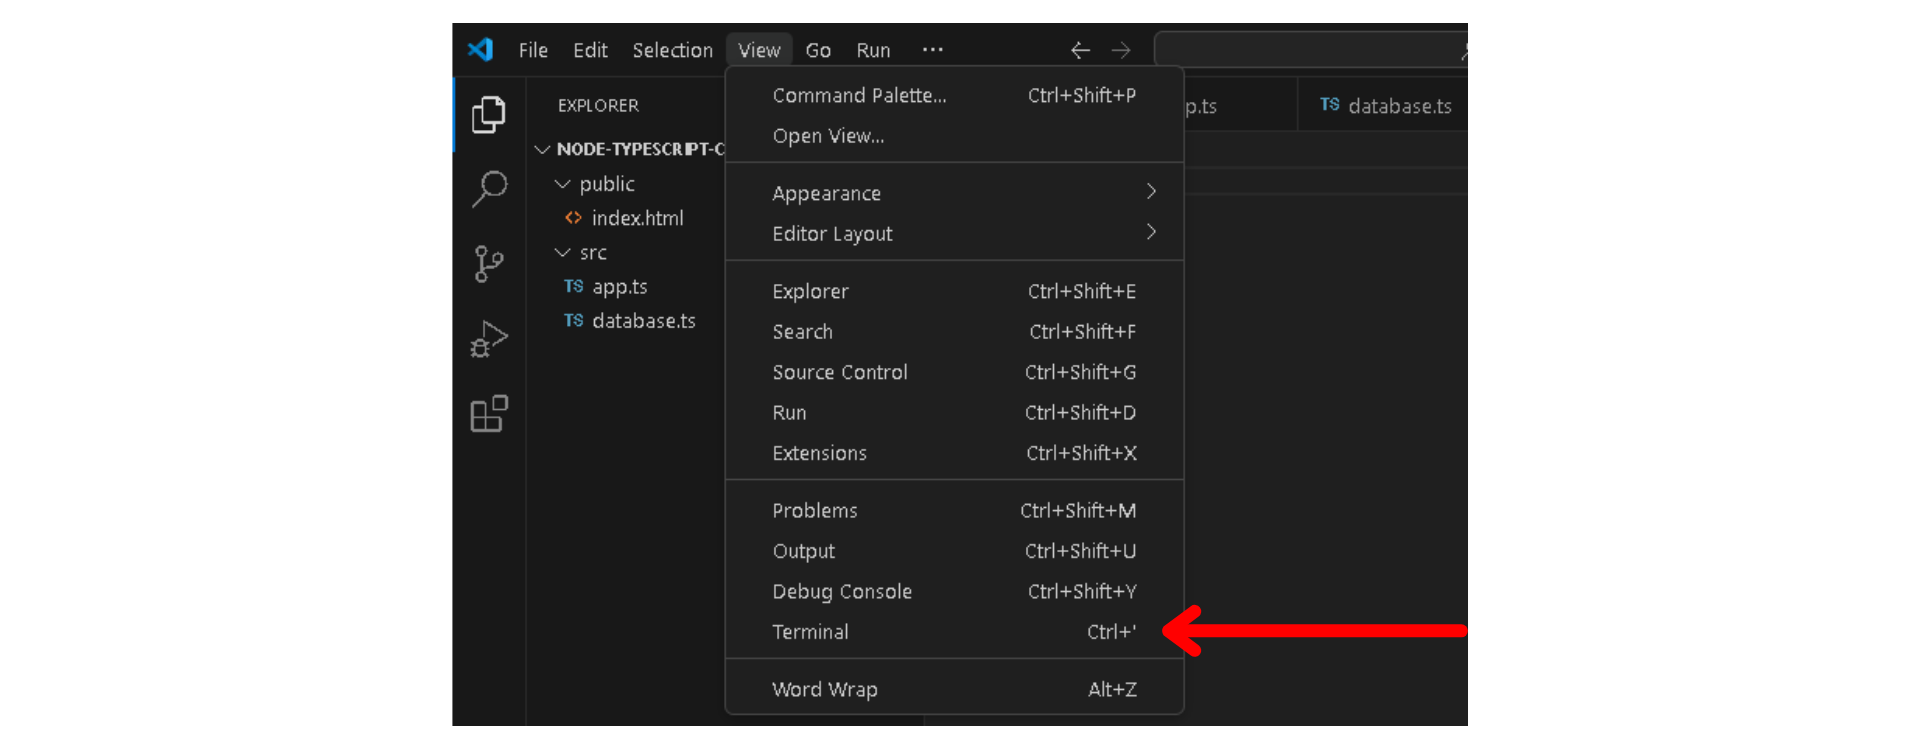 File Edit Selection View Go Run ...
EXPLORER
NODE-TYPESCRIPT-C
public
index.html
src
TS app.ts
TS database.ts
Command Palette... Ctrl+Shift+P
Open View...
Appearance
Editor Layout
Explorer Ctrl+Shift+E
Search Ctrl+Shift+F
Source Control Ctrl+Shift+G
Run Ctrl+Shift+D
Extensions Ctrl+Shift+X
Problems Ctrl+Shift+M
Output Ctrl+Shift+U
Debug Console Ctrl+Shift+Y
Terminal Ctrl+'
Word Wrap Alt+Z
p.ts TS database.ts